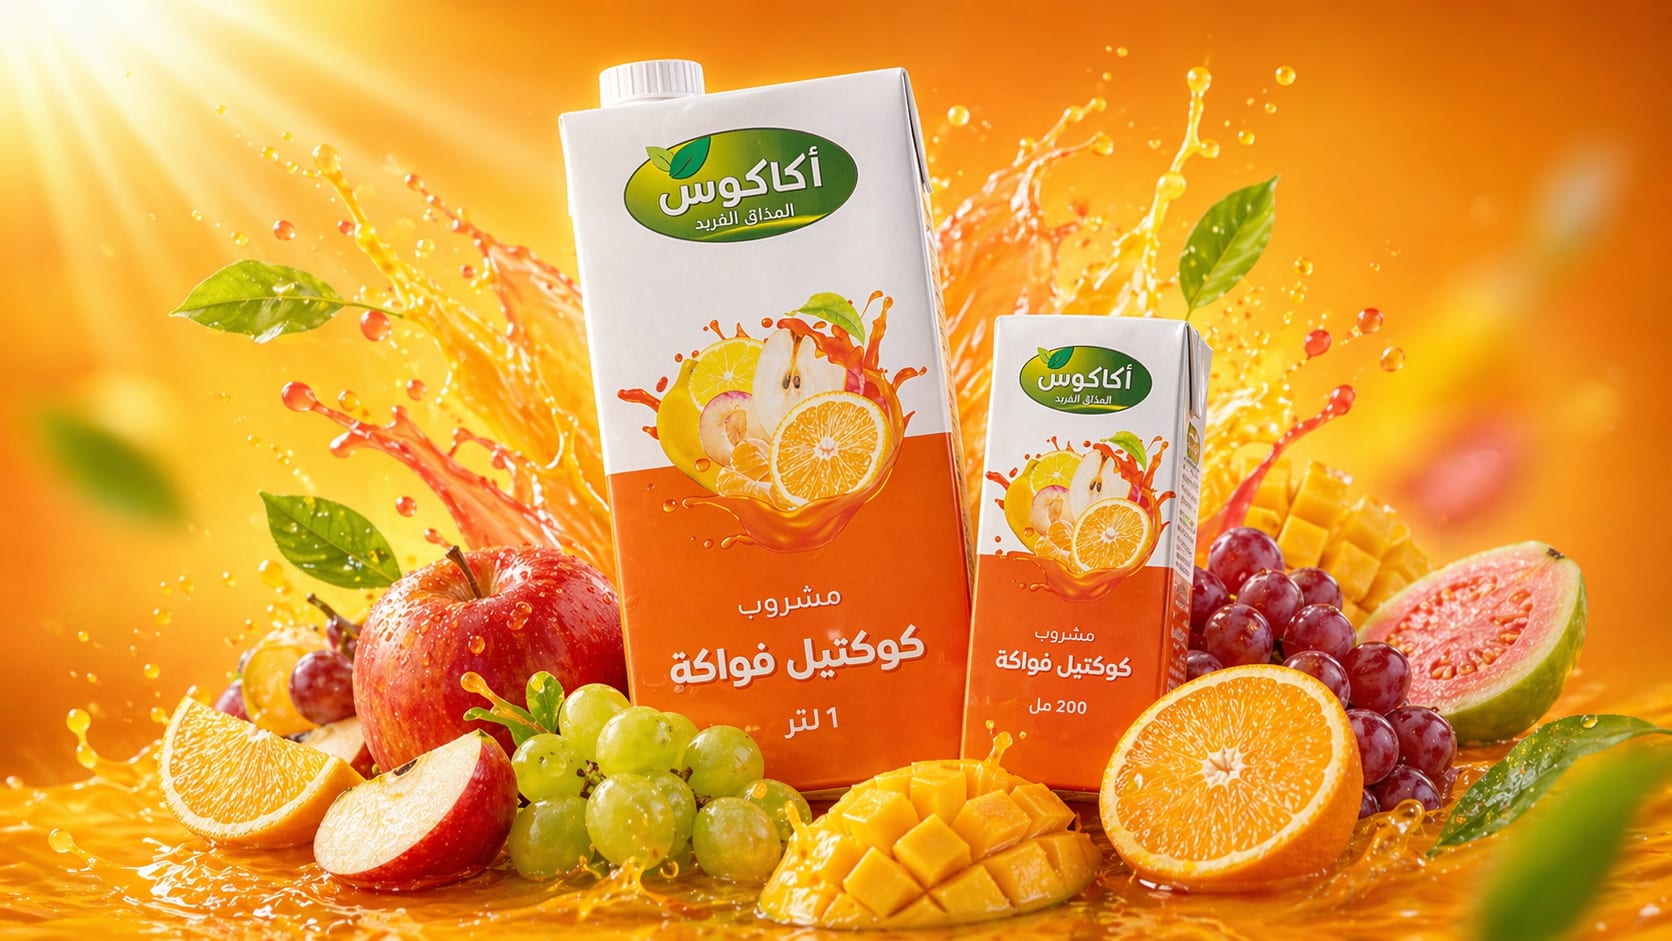 أكاكوس
المذاق الفريد
مشروب
كوكتيل فواكة
1 لتر
أكاكوس
المذاق الفريد
مشروب
كوكتيل فواكة
200 مل